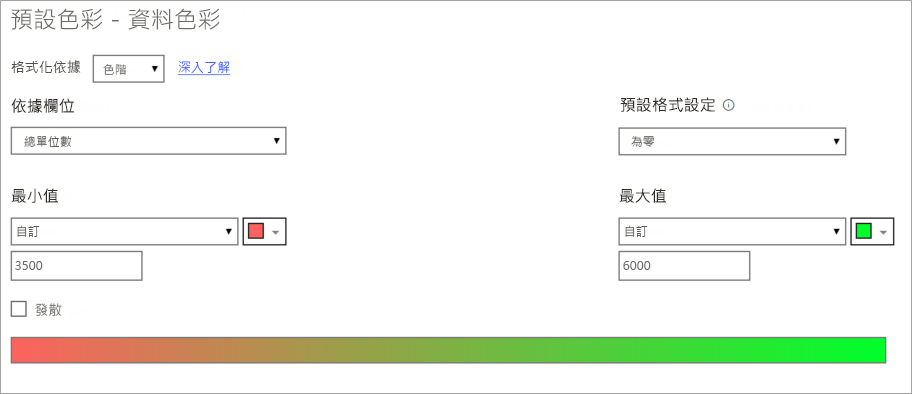 預設色彩 - 資料色彩
格式化依據 色階 深入了解
依據欄位 預設格式設定
總單位數 為零
最小值 最大值
自訂 自訂
3500 6000
發散